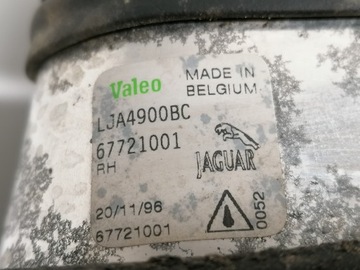 Valeo
MADE IN
BELGIUM
LJA4900BC
67721001
RH
JAGUAR
20/11/96
67721001
0052